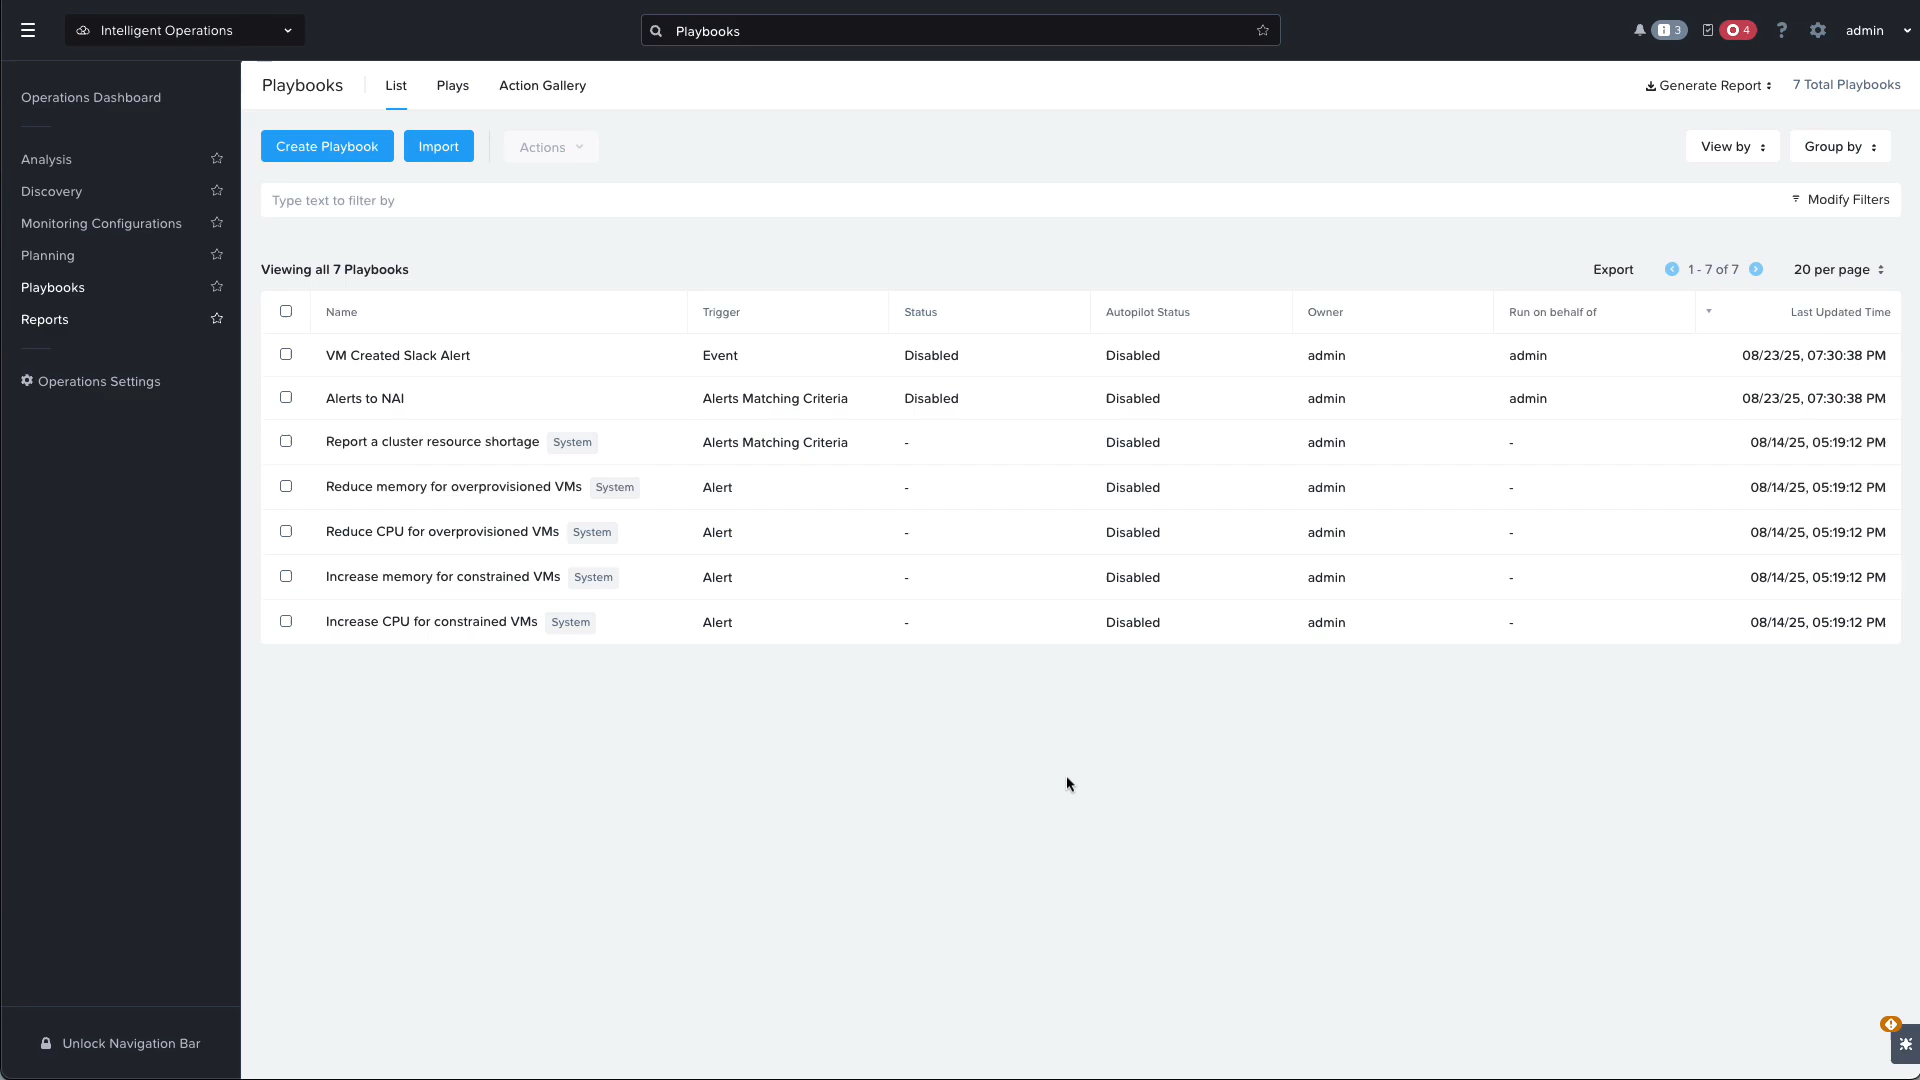 Intelligent Operations
Playbooks
3
4
?
admin
Operations Dashboard
Analysis
Discovery
Monitoring Configurations
Planning
Playbooks
Reports
Operations Settings
Unlock Navigation Bar
Playbooks List Plays Action Gallery
Generate Report 7 Total Playbooks
Create Playbook Import Actions
View by Group by
Type text to filter by
Modify Filters
Viewing all 7 Playbooks
Export 1 - 7 of 7 20 per page
Name Trigger Status Autopilot Status Owner Run on behalf of Last Updated Time
VM Created Slack Alert Event Disabled Disabled admin admin 08/23/25, 07:30:38 PM
Alerts to NAI Alerts Matching Criteria Disabled Disabled admin admin 08/23/25, 07:30:38 PM
Report a cluster resource shortage System Alerts Matching Criteria - Disabled admin - 08/14/25, 05:19:12 PM
Reduce memory for overprovisioned VMs System Alert - Disabled admin - 08/14/25, 05:19:12 PM
Reduce CPU for overprovisioned VMs System Alert - Disabled admin - 08/14/25, 05:19:12 PM
Increase memory for constrained VMs System Alert - Disabled admin - 08/14/25, 05:19:12 PM
Increase CPU for constrained VMs System Alert - Disabled admin - 08/14/25, 05:19:12 PM